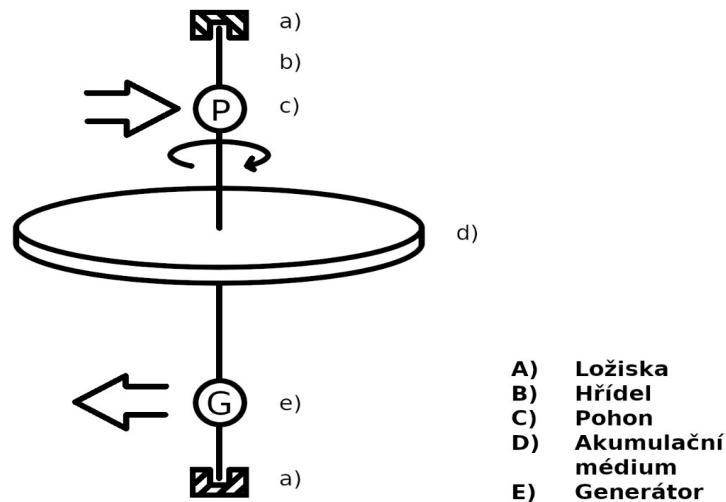 a)
b)
P
c)
d)
G
e)
a)
A) Ložiska
B) Hřídel
C) Pohon
D) Akumulační
médium
E) Generátor